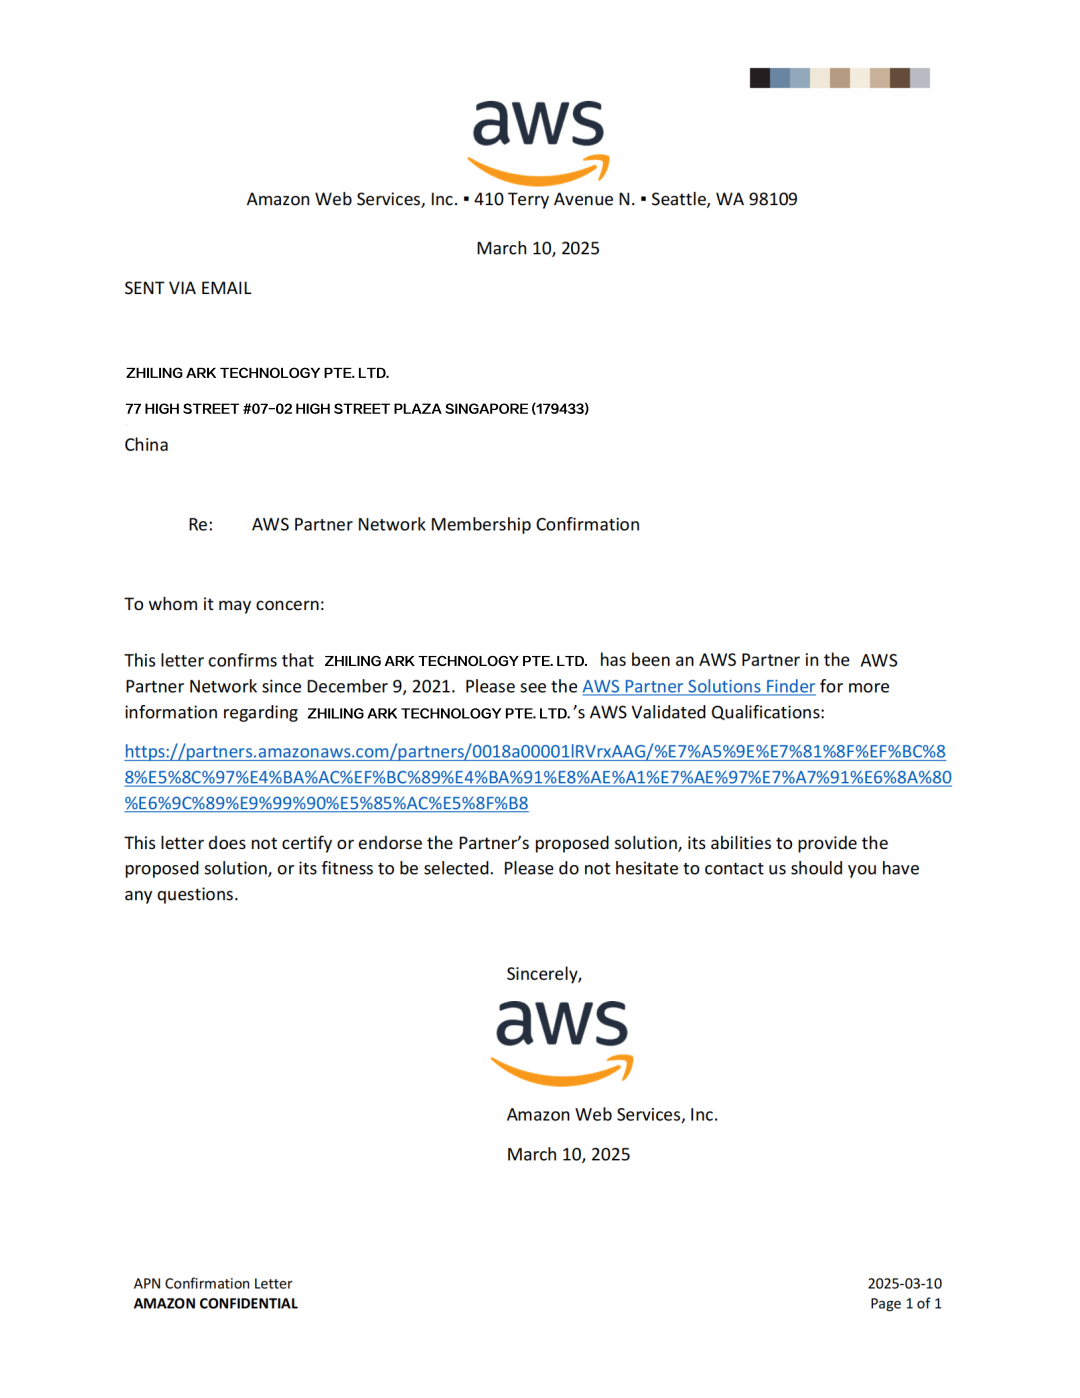 aws
Amazon Web Services, Inc. ▪ 410 Terry Avenue N. ▪ Seattle, WA 98109
March 10, 2025
SENT VIA EMAIL
ZHILING ARK TECHNOLOGY PTE. LTD.
77 HIGH STREET #07-02 HIGH STREET PLAZA SINGAPORE (179433)
China
Re: AWS Partner Network Membership Confirmation
To whom it may concern:
This letter confirms that ZHILING ARK TECHNOLOGY PTE. LTD. has been an AWS Partner in the AWS
Partner Network since December 9, 2021. Please see the AWS Partner Solutions Finder for more
information regarding ZHILING ARK TECHNOLOGY PTE. LTD.'s AWS Validated Qualifications:
https://partners.amazonaws.com/partners/0018a00001lRVrxAAG/%E7%A5%9E%E7%81%8F%EF%BC%8
8%E5%8C%97%E4%BA%AC%EF%BC%89%E4%BA%91%E8%AE%A1%E7%AE%97%E7%A7%91%E6%8A%80
%E6%9C%89%E9%99%90%E5%85%AC%E5%8F%B8
This letter does not certify or endorse the Partner's proposed solution, its abilities to provide the
proposed solution, or its fitness to be selected. Please do not hesitate to contact us should you have
any questions.
Sincerely,
aws
Amazon Web Services, Inc.
March 10, 2025
APN Confirmation Letter 2025-03-10
AMAZON CONFIDENTIAL Page 1 of 1